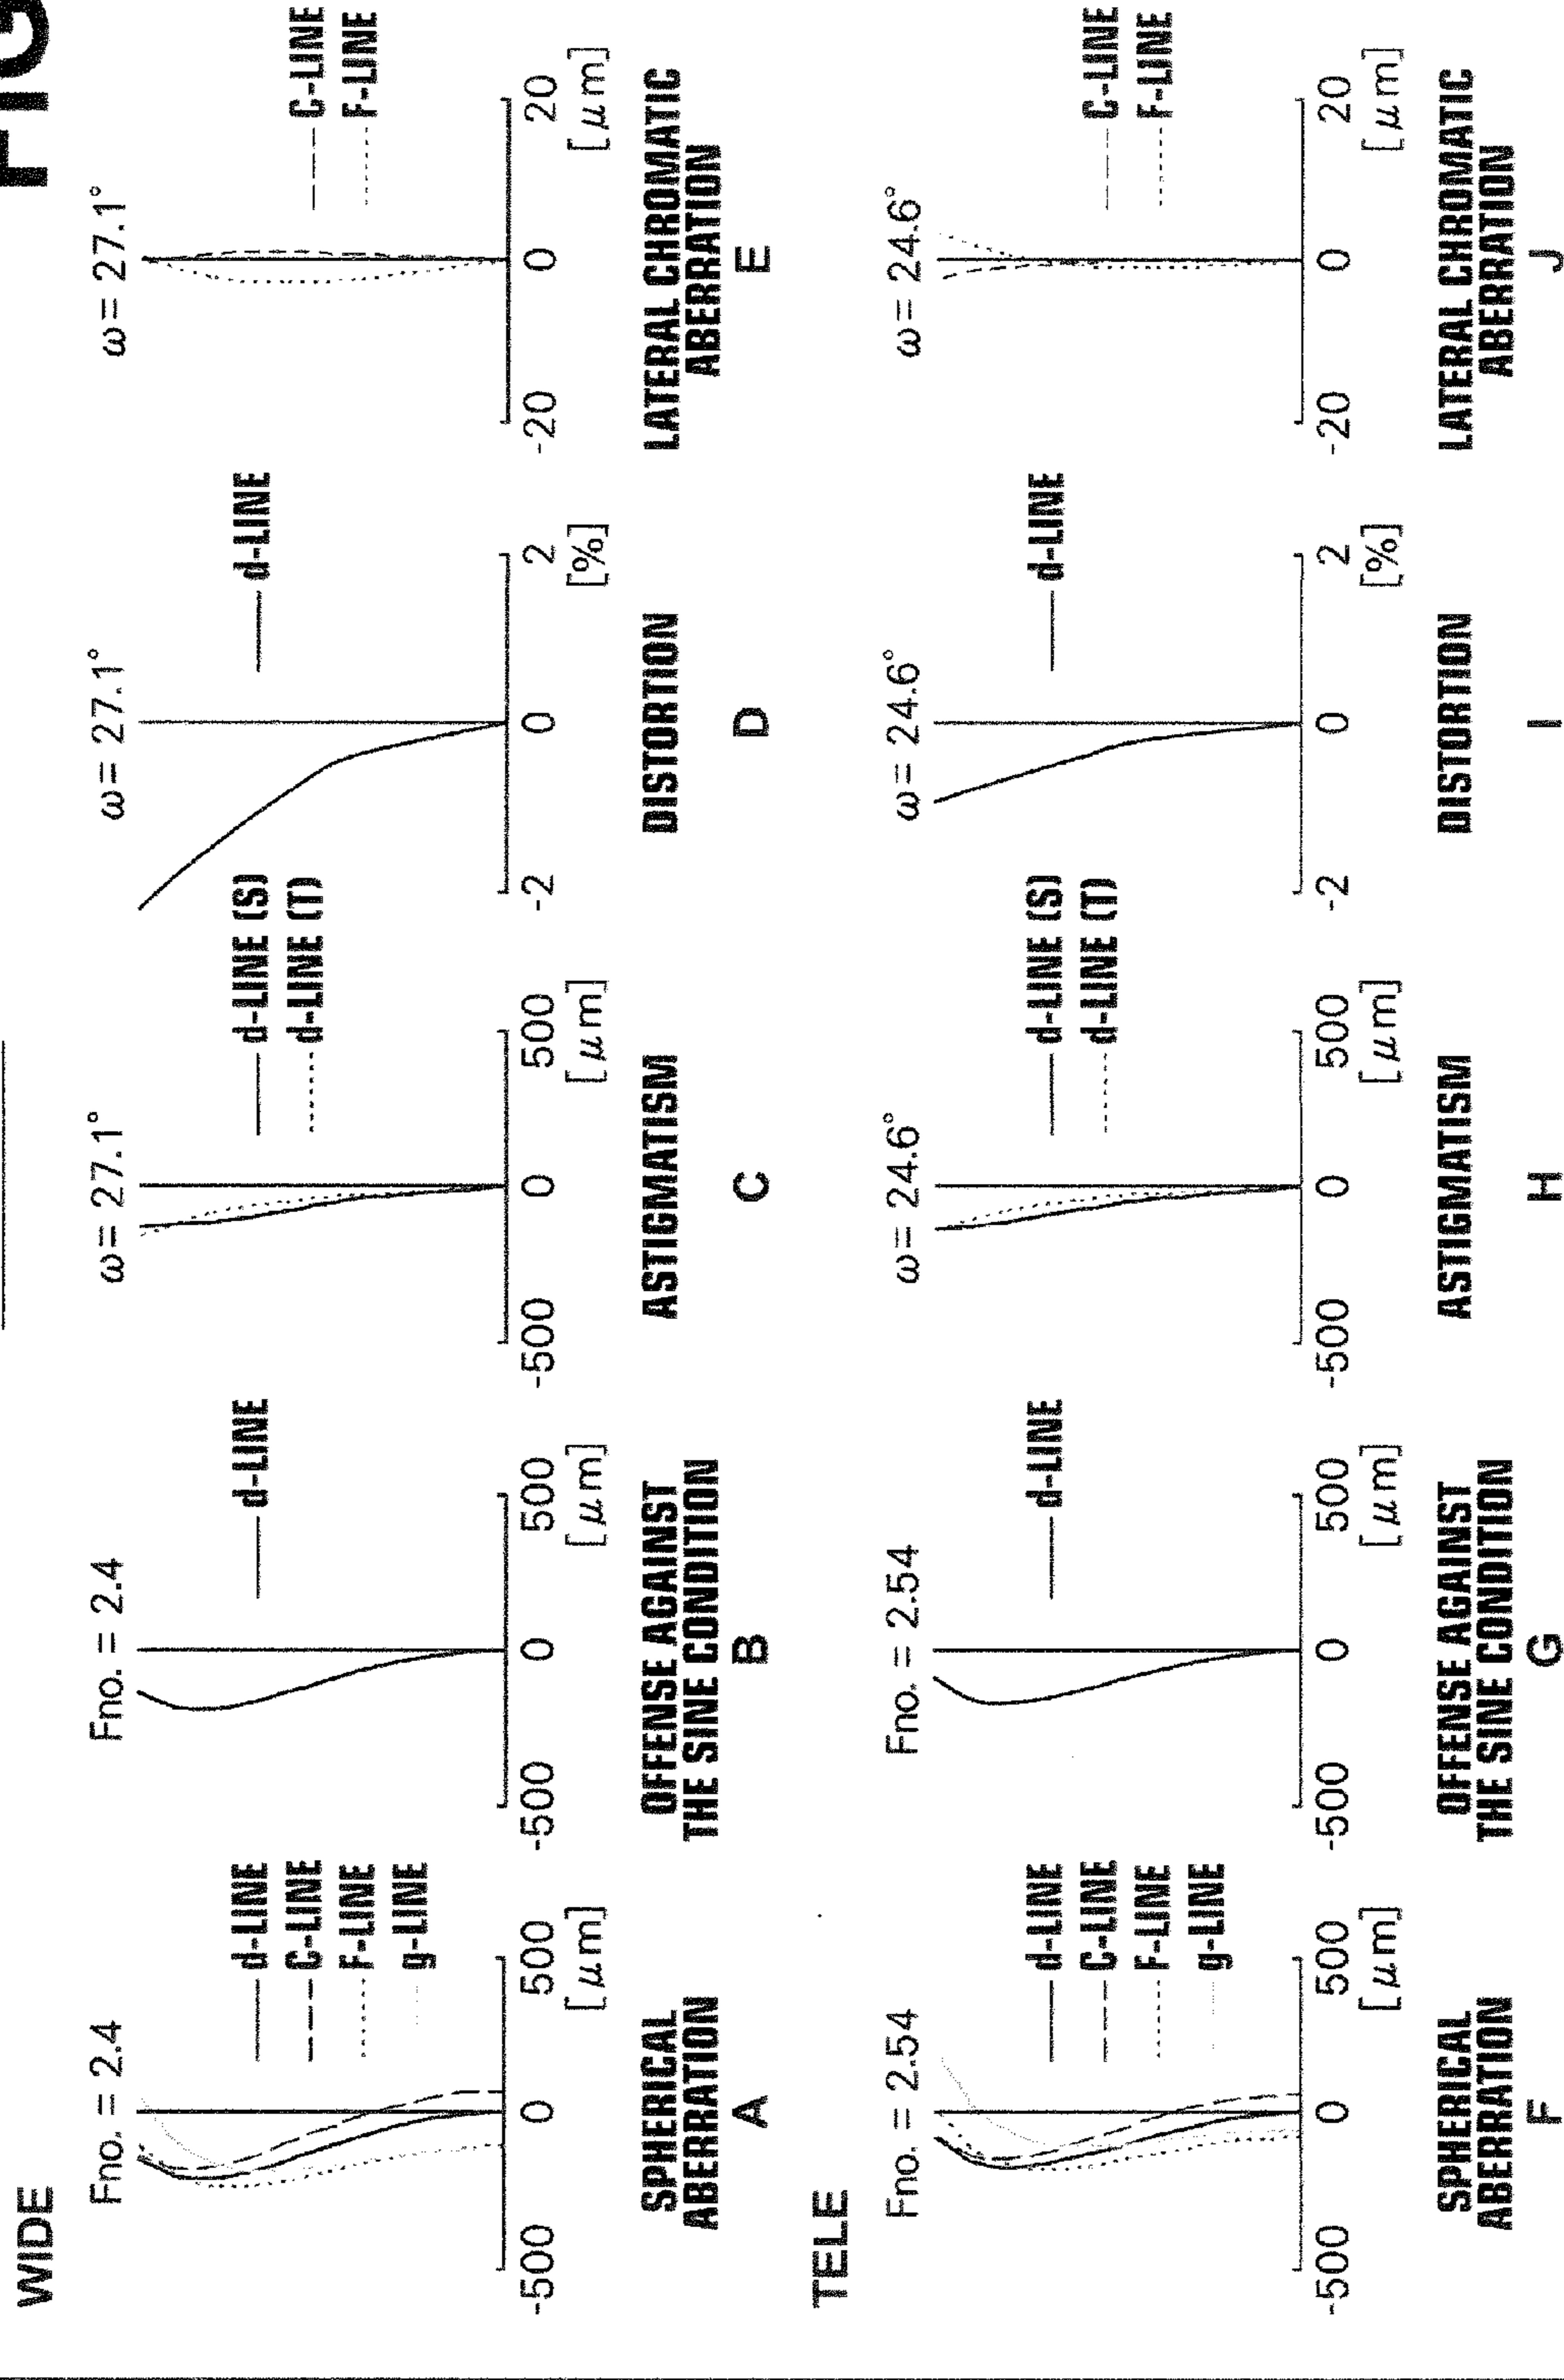 FIG
WIDE
Fno. = 2.4
d-LINE
C-LINE
F-LINE
g-LINE
-500 0 500
[μm]
SPHERICAL
ABERRATION
A
Fno. = 2.4
d-LINE
-500 0 500
[μm]
OFFENSE AGAINST
THE SINE CONDITION
B
ω= 27.1°
d-LINE (S)
d-LINE (T)
-500 0 500
[μm]
ASTIGMATISM
C
ω= 27.1°
d-LINE
-2 0 2
[%]
DISTORTION
D
ω= 27.1°
C-LINE
F-LINE
-20 0 20
[μm]
LATERAL CHROMATIC
ABERRATION
E
TELE
Fno. = 2.54
d-LINE
C-LINE
F-LINE
g-LINE
-500 0 500
[μm]
SPHERICAL
ABERRATION
F
Fno. = 2.54
d-LINE
-500 0 500
[μm]
OFFENSE AGAINST
THE SINE CONDITION
G
ω= 24.6°
d-LINE (S)
d-LINE (T)
-500 0 500
[μm]
ASTIGMATISM
H
ω= 24.6°
d-LINE
-2 0 2
[%]
DISTORTION
I
ω= 24.6°
C-LINE
F-LINE
-20 0 20
[μm]
LATERAL CHROMATIC
ABERRATION
J